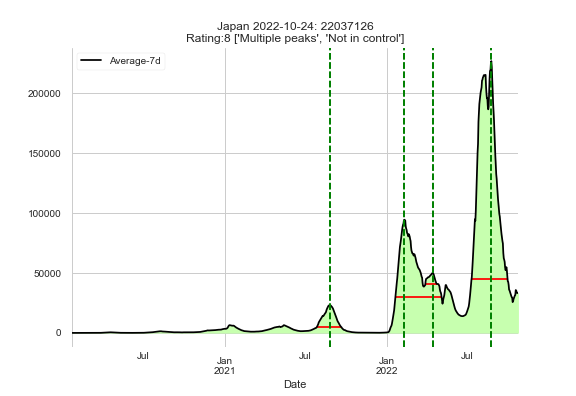 Japan 2022-10-24: 22037126
Rating:8 ['Multiple peaks', 'Not in control']
Average-7d
200000
150000
100000
50000
0
Jul
Jan
2021
Jul
Jan
2022
Jul
Date